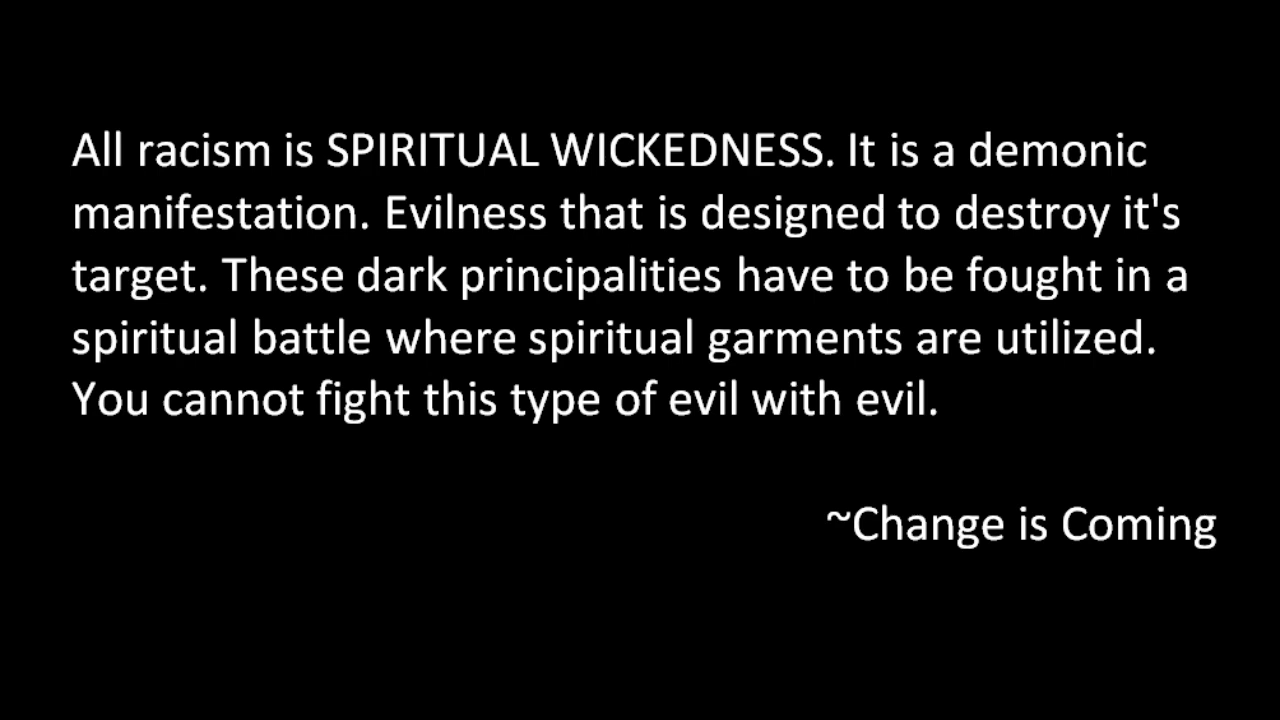 All racism is SPIRITUAL WICKEDNESS. It is a demonic
manifestation. Evilness that is designed to destroy it's
target. These dark principalities have to be fought in a
spiritual battle where spiritual garments are utilized.
You cannot fight this type of evil with evil.
~Change is Coming